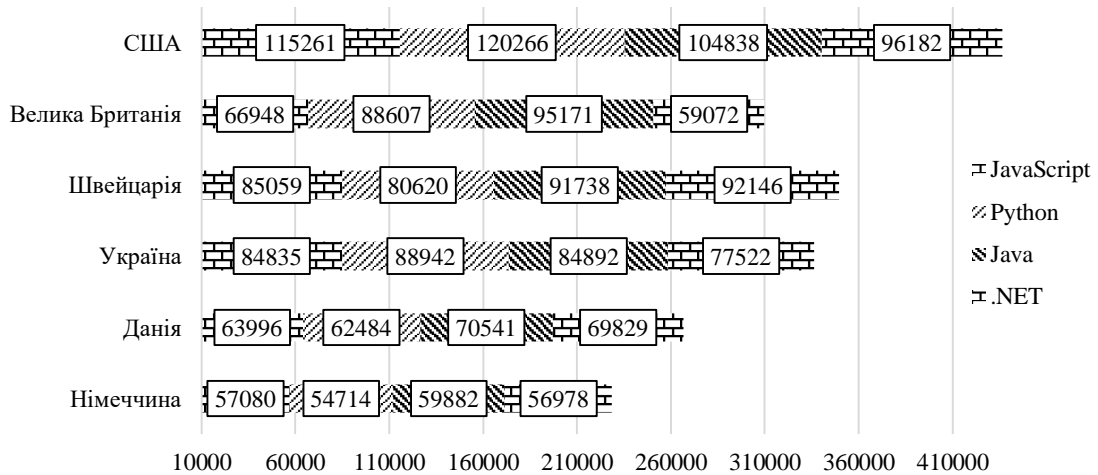 США 115261 120266 104838 96182
Велика Британія 66948 88607 95171 59072
Швейцарія 85059 80620 91738 92146
Україна 84835 88942 84892 77522
Данія 63996 62484 70541 69829
Німеччина 57080 54714 59882 56978
10000 60000 110000 160000 210000 260000 310000 360000 410000
JavaScript
Python
Java
.NET